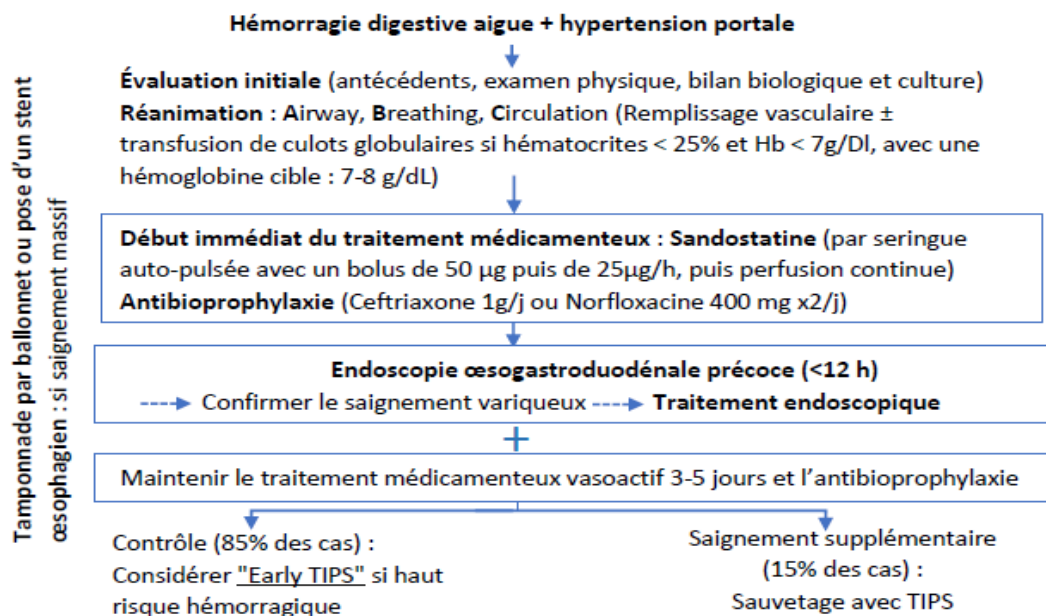 Hémorragie digestive aigue + hypertension portale
Évaluation initiale (antécédents, examen physique, bilan biologique et culture)
Réanimation : Airway, Breathing, Circulation (Remplissage vasculaire ±
transfusion de culots globulaires si hématocrites < 25% et Hb < 7g/Dl, avec une
hémoglobine cible : 7-8 g/dL)
Début immédiat du traitement médicamenteux : Sandostatine (par seringue
auto-pulsée avec un bolus de 50 µg puis de 25µg/h, puis perfusion continue)
Antibioprophylaxie (Ceftriaxone 1g/j ou Norfloxacine 400 mg x2/j)
Endoscopie œsogastroduodénale précoce (<12 h)
Confirmer le saignement variqueux Traitement endoscopique
+
Maintenir le traitement médicamenteux vasoactif 3-5 jours et l’antibioprophylaxie
Contrôle (85% des cas) :
Considérer "Early TIPS" si haut
risque hémorragique
Saignement supplémentaire
(15% des cas) :
Sauvetage avec TIPS
Tamponnade par ballonnet ou pose d’un stent
œsophagien : si saignement massif